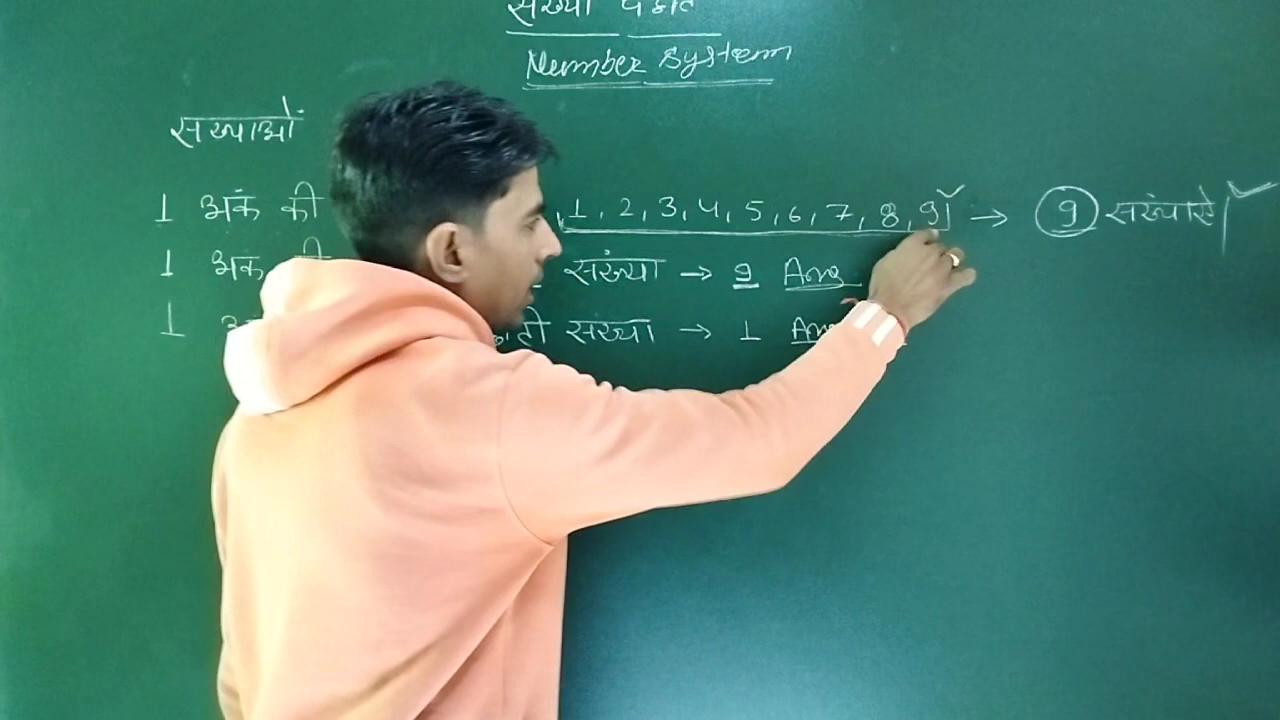 संख्या पद्धति
Number System
संख्याओं
1 अंक की 1, 2, 3, 4, 5, 6, 7, 8, 9 → 9 संख्याऐं
1 अंक संख्या → 9 Ans
1 संख्या → 1 Ans